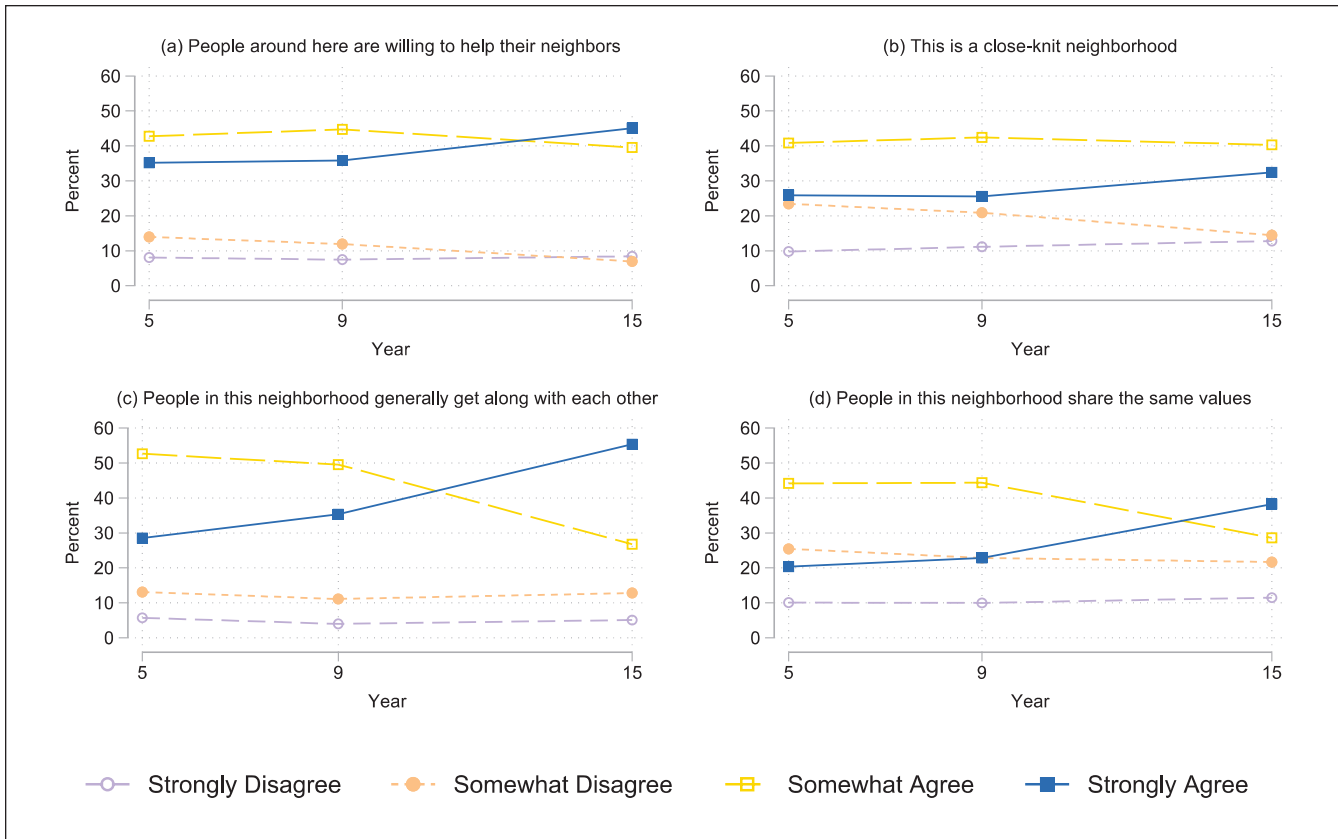 (a) People around here are willing to help their neighbors
60
50
40
30
20
10
0
Percent
5 9 15
Year
(b) This is a close-knit neighborhood
60
50
40
30
20
10
0
Percent
5 9 15
Year
(c) People in this neighborhood generally get along with each other
60
50
40
30
20
10
0
Percent
5 9 15
Year
(d) People in this neighborhood share the same values
60
50
40
30
20
10
0
Percent
5 9 15
Year
Strongly Disagree Somewhat Disagree Somewhat Agree Strongly Agree